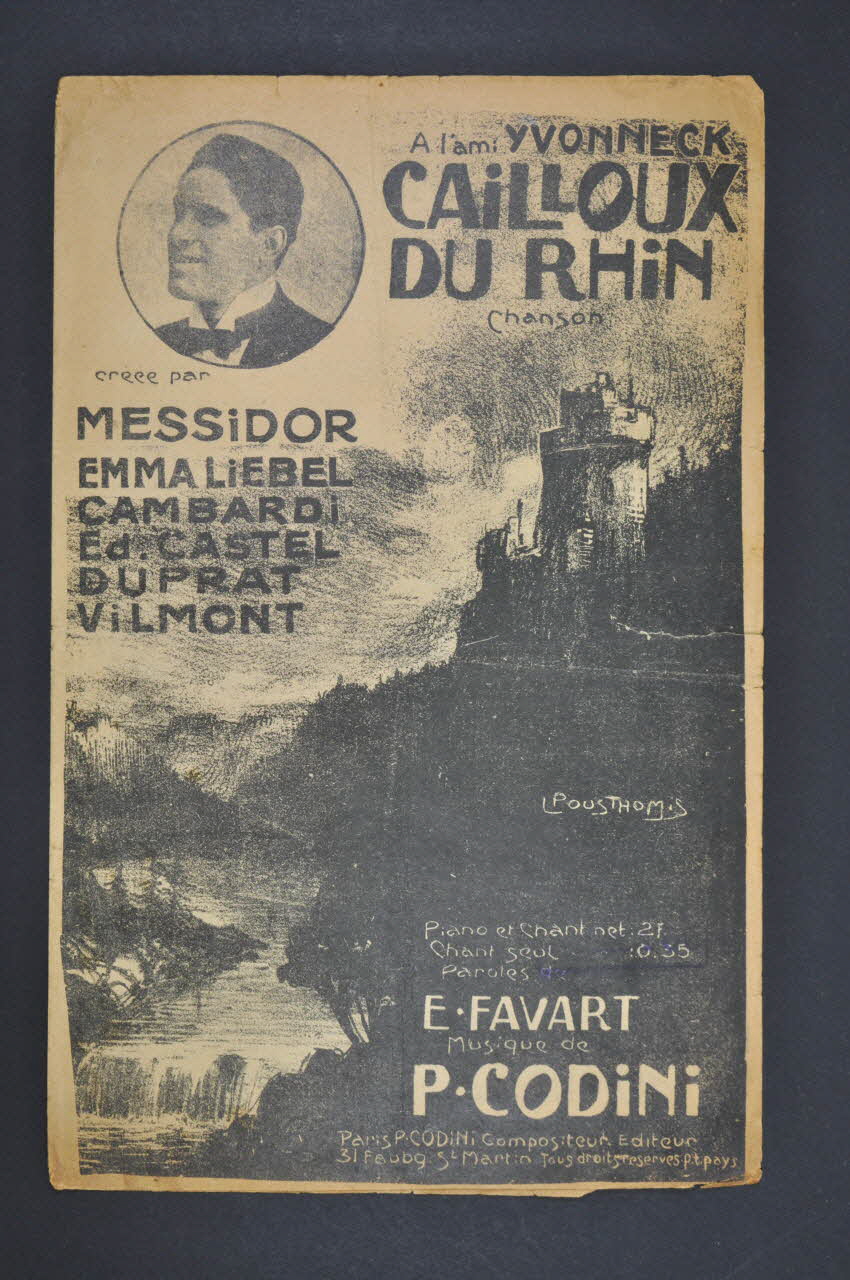 A l'ami YVONNECK
CAiLLOUX
DU RHiN
Chanson
créée par
MESSiDOR
EMMA LiEBEL
CAMBARDi
Ed. CASTEL
DUPRAT
ViLMONT
L POUSTHOMiS
Piano et Chant net : 2f.
Chant seul : 0.35
Paroles de
E. FAVART
Musique de
P. CODiNi
Paris P. CODiNi Compositeur. Editeur
31 Faubg. St Martin Tous droits reserves p.t. pays